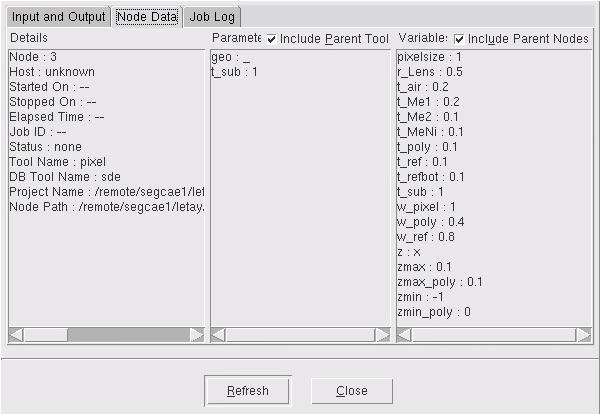 Input and Output Node Data Job Log
Details
Node : 3
Host : unknown
Started On : --
Stopped On : --
Elapsed Time : --
Job ID : --
Status : none
Tool Name : pixel
DB Tool Name : sde
Project Name : /remote/segcae1/let
Node Path : /remote/segcae1/letay.
Paramete Include Parent Tool
geo : _
t_sub : 1
Variable: Include Parent Nodes
pixelsize : 1
r_Lens : 0.5
t_air : 0.2
t_Me1 : 0.2
t_Me2 : 0.1
t_MeNi : 0.1
t_poly : 0.1
t_ref : 0.1
t_refbot : 0.1
t_sub : 1
w_pixel : 1
w_poly : 0.4
w_ref : 0.8
z : x
zmax : 0.1
zmax_poly : 0.1
zmin : -1
zmin_poly : 0
Refresh Close